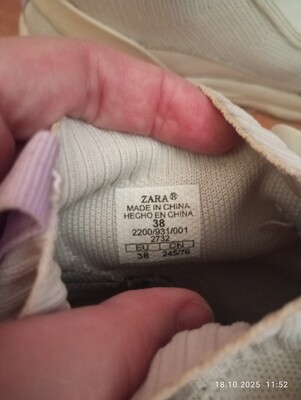 ZARA®
MADE IN CHINA
HECHO EN CHINA
38
2200/931/001
2732
EU CN
38 245/76
18.10.2025 11:52